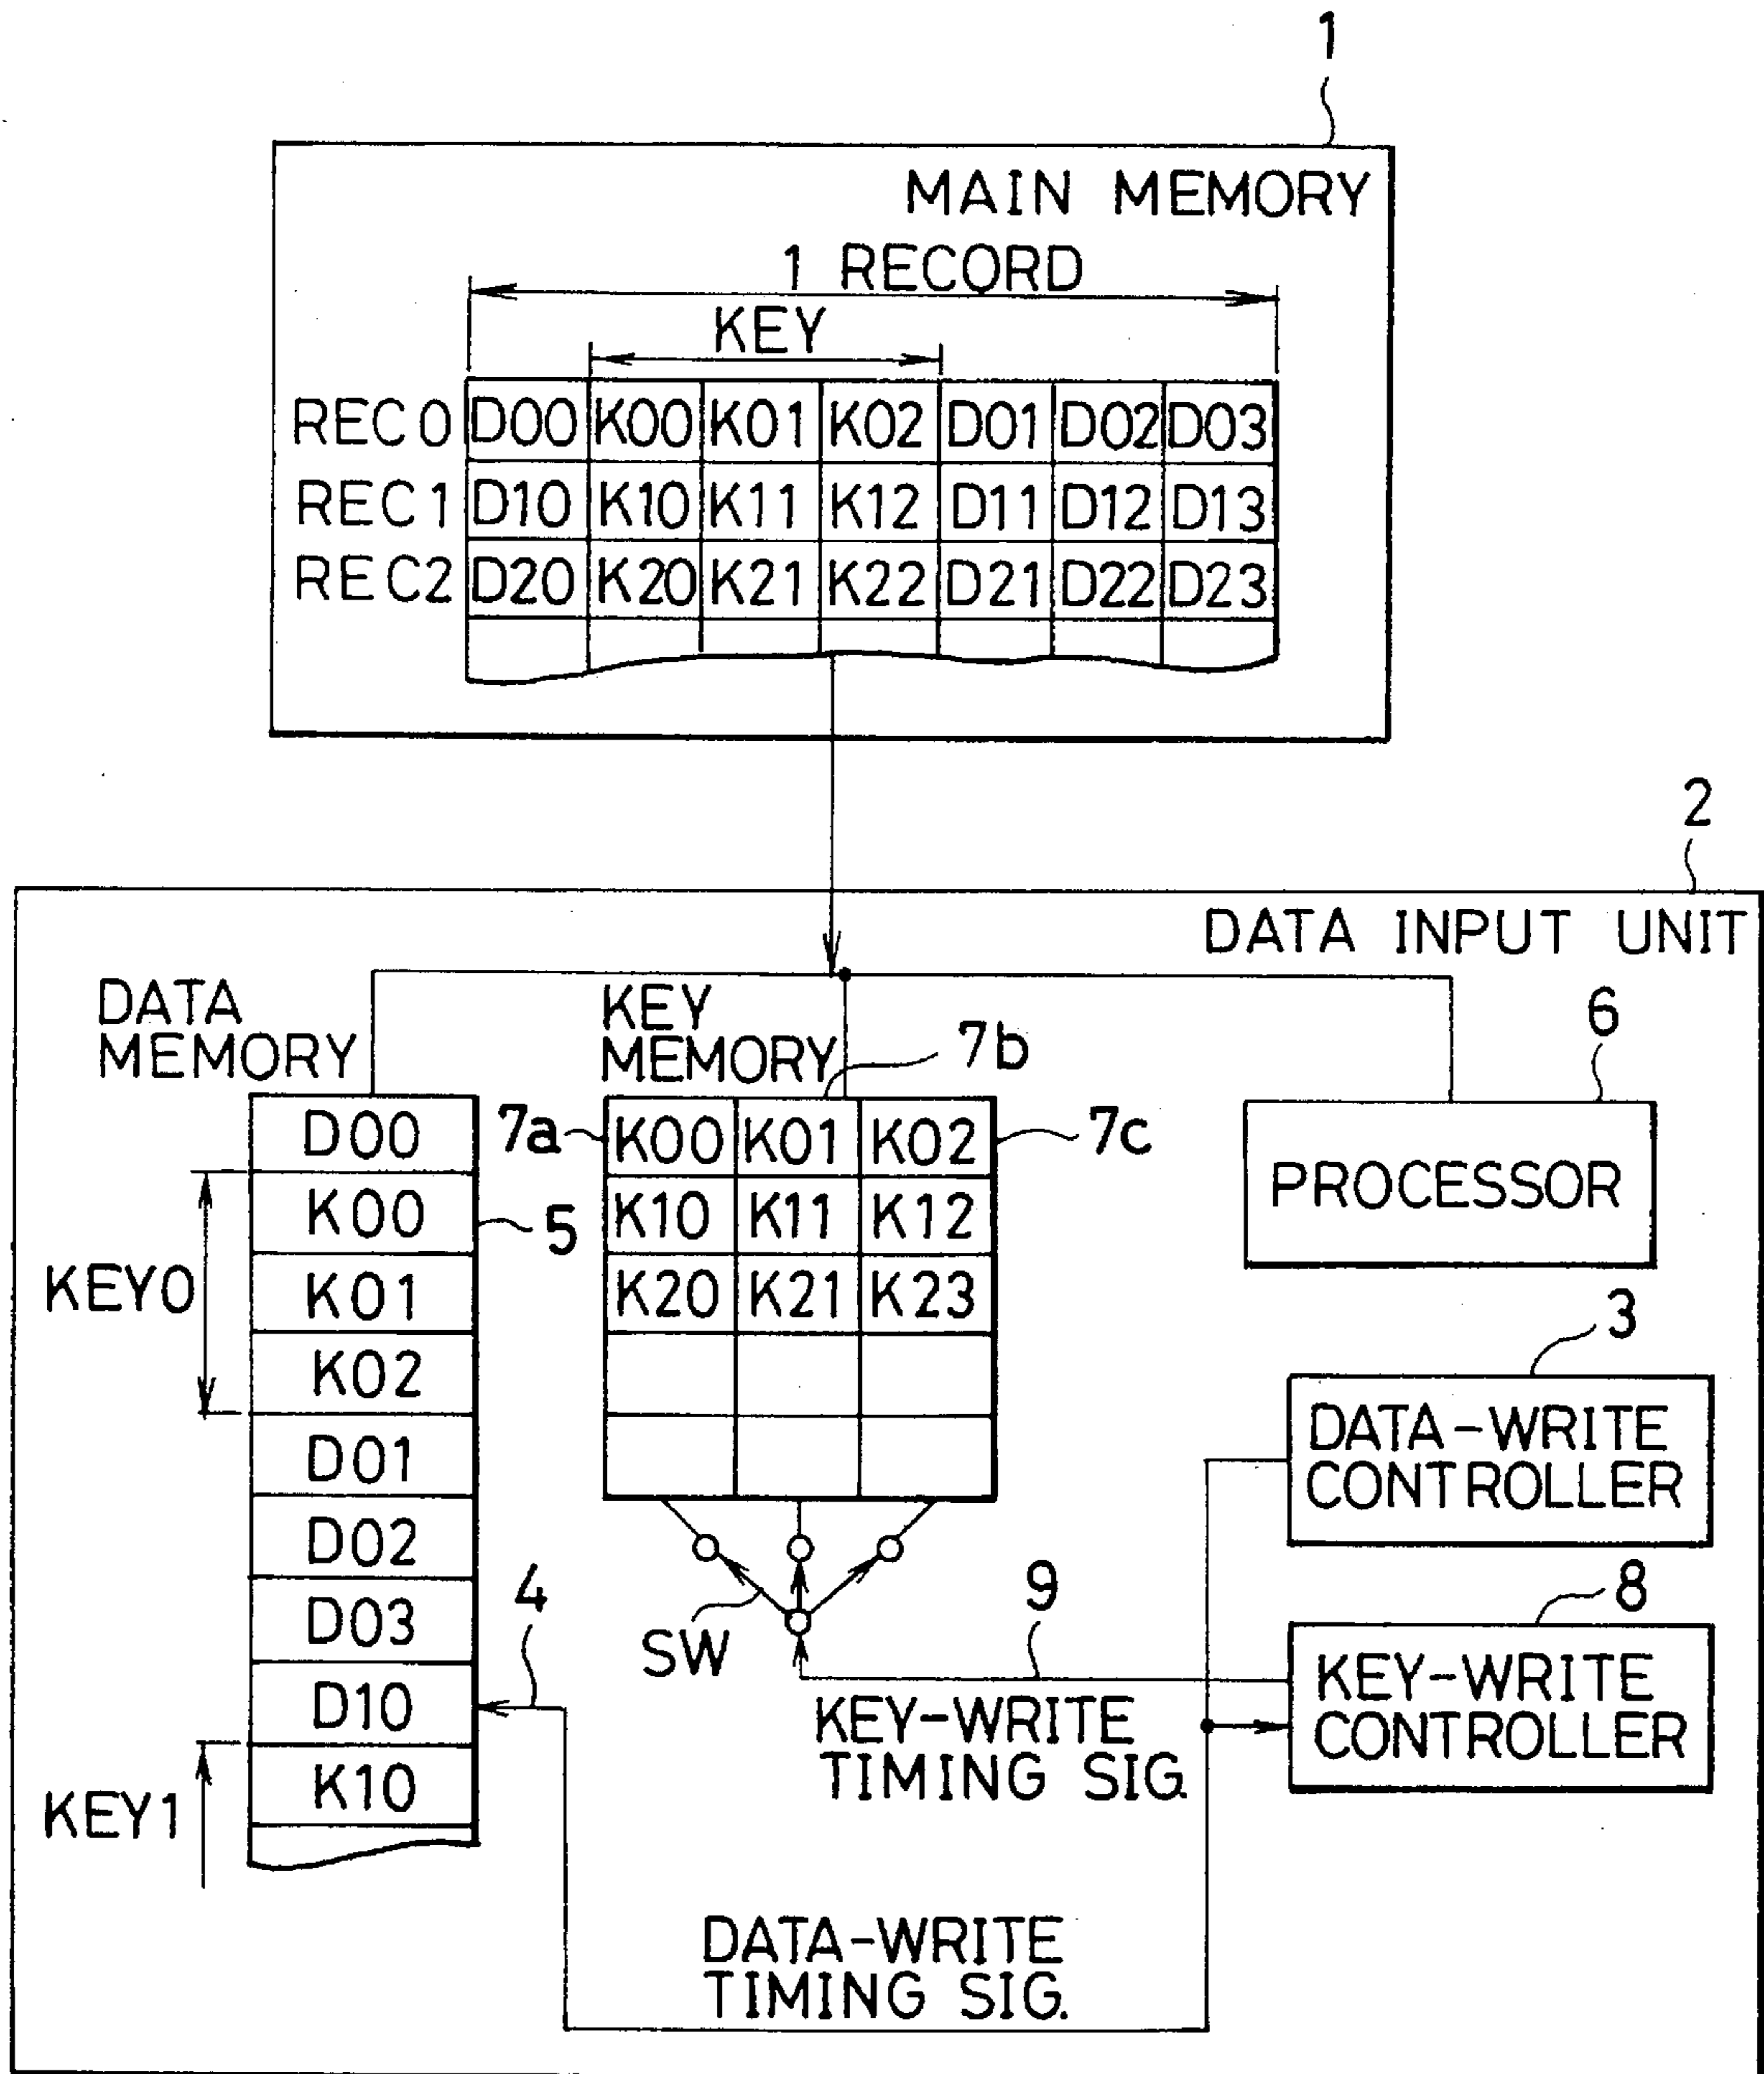 1
MAIN MEMORY
1 RECORD
KEY
REC0 D00 K00 K01 K02 D01 D02 D03
REC1 D10 K10 K11 K12 D11 D12 D13
REC2 D20 K20 K21 K22 D21 D22 D23
2
DATA INPUT UNIT
DATA
MEMORY
KEY
MEMORY
7b
6
7a
7c
D00
K00
K01
K02
D01
D02
D03
D10
K10
KEY0
KEY1
5
K00 K01 K02
K10 K11 K12
K20 K21 K23
PROCESSOR
3
DATA-WRITE
CONTROLLER
4
SW
9
8
KEY-WRITE
TIMING SIG.
KEY-WRITE
CONTROLLER
DATA-WRITE
TIMING SIG.